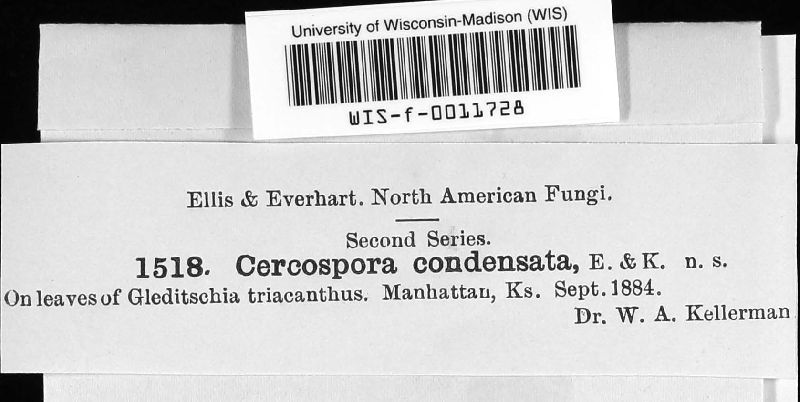 University of Wisconsin-Madison (WIS)
WIS-f-0011728
Ellis & Everhart. North American Fungi.
Second Series.
1518. Cercospora condensata, E. & K. n. s.
On leaves of Gleditschia triacanthus. Manhattan, Ks. Sept. 1884.
Dr. W. A. Kellerman